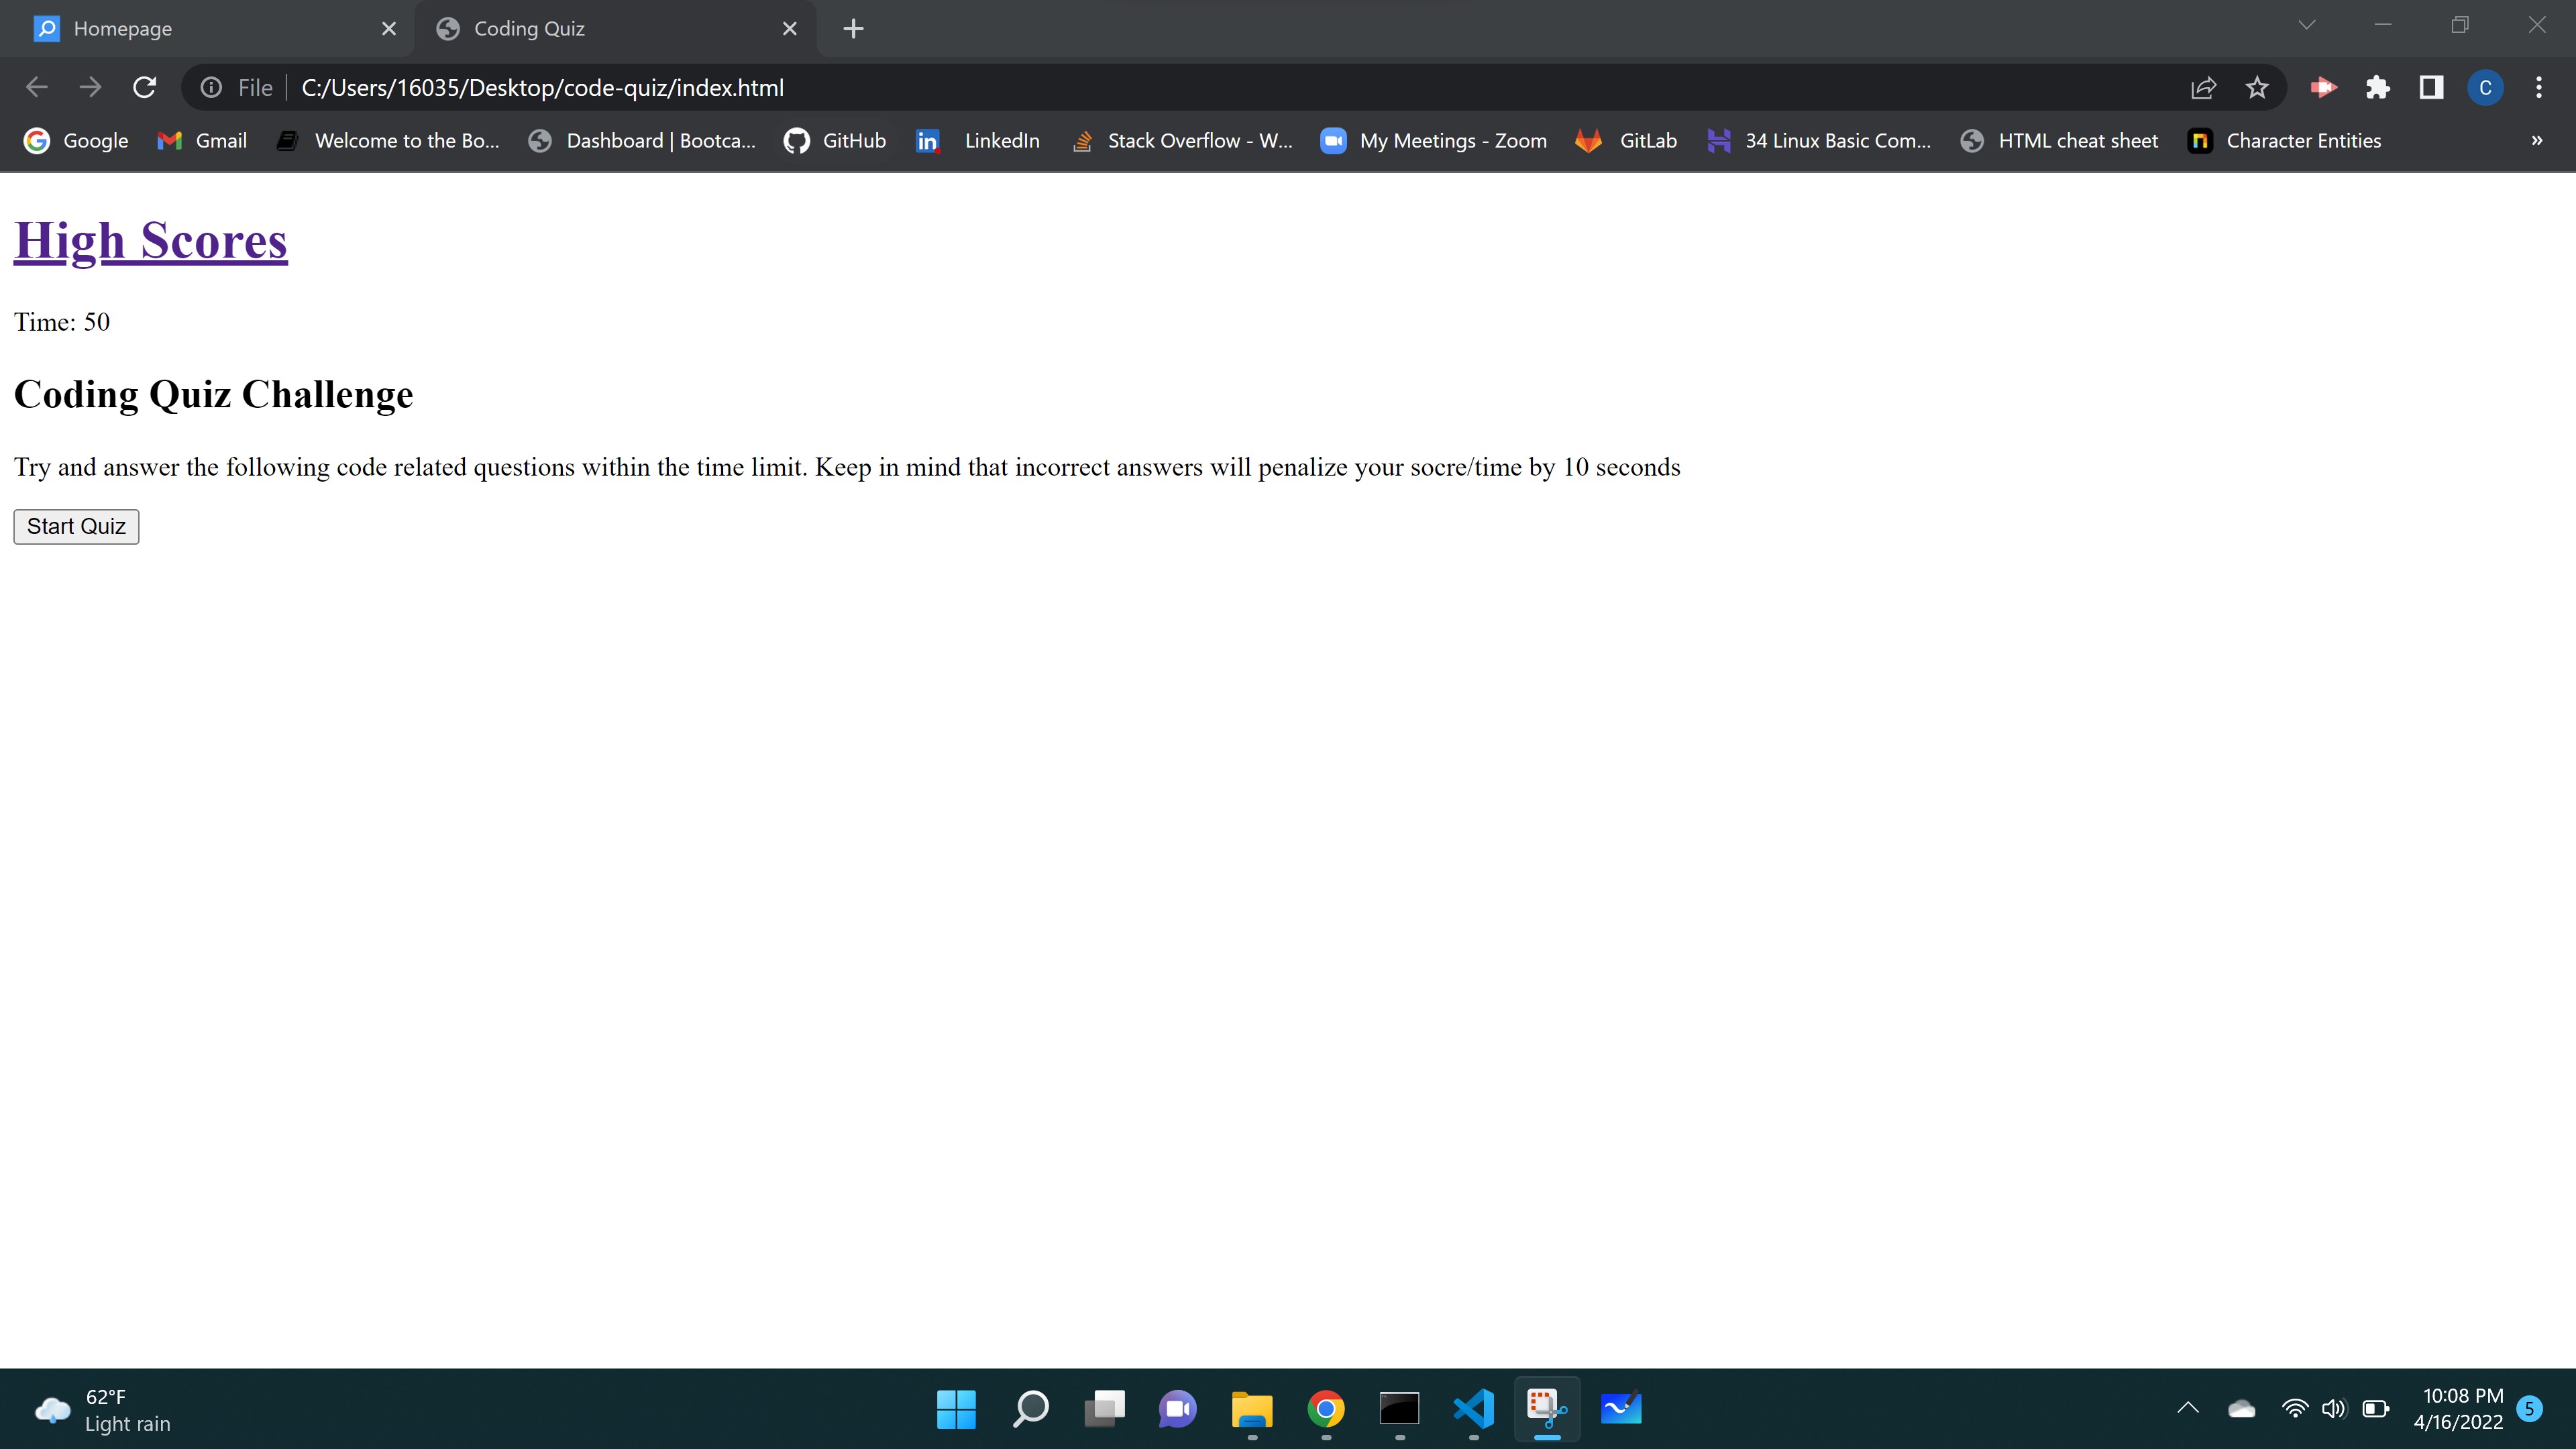 Homepage
Coding Quiz
File C:/Users/16035/Desktop/code-quiz/index.html
C
Google Gmail Welcome to the Bo... Dashboard | Bootca... GitHub in LinkedIn Stack Overflow - W... My Meetings - Zoom GitLab 34 Linux Basic Com... HTML cheat sheet Character Entities »
High Scores
Time: 50
Coding Quiz Challenge
Try and answer the following code related questions within the time limit. Keep in mind that incorrect answers will penalize your socre/time by 10 seconds
Start Quiz
62°F
Light rain
10:08 PM
4/16/2022
5